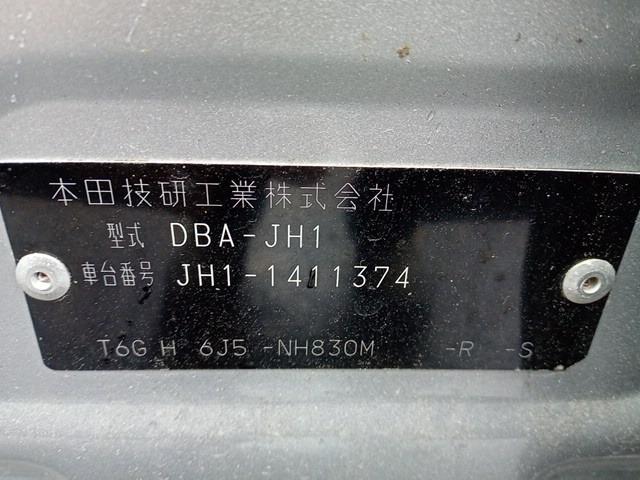 本田技研工業株式会社
型式 DBA-JH1
車台番号 JH1-1411374
T6G H 6J5 -NH830M -R -S